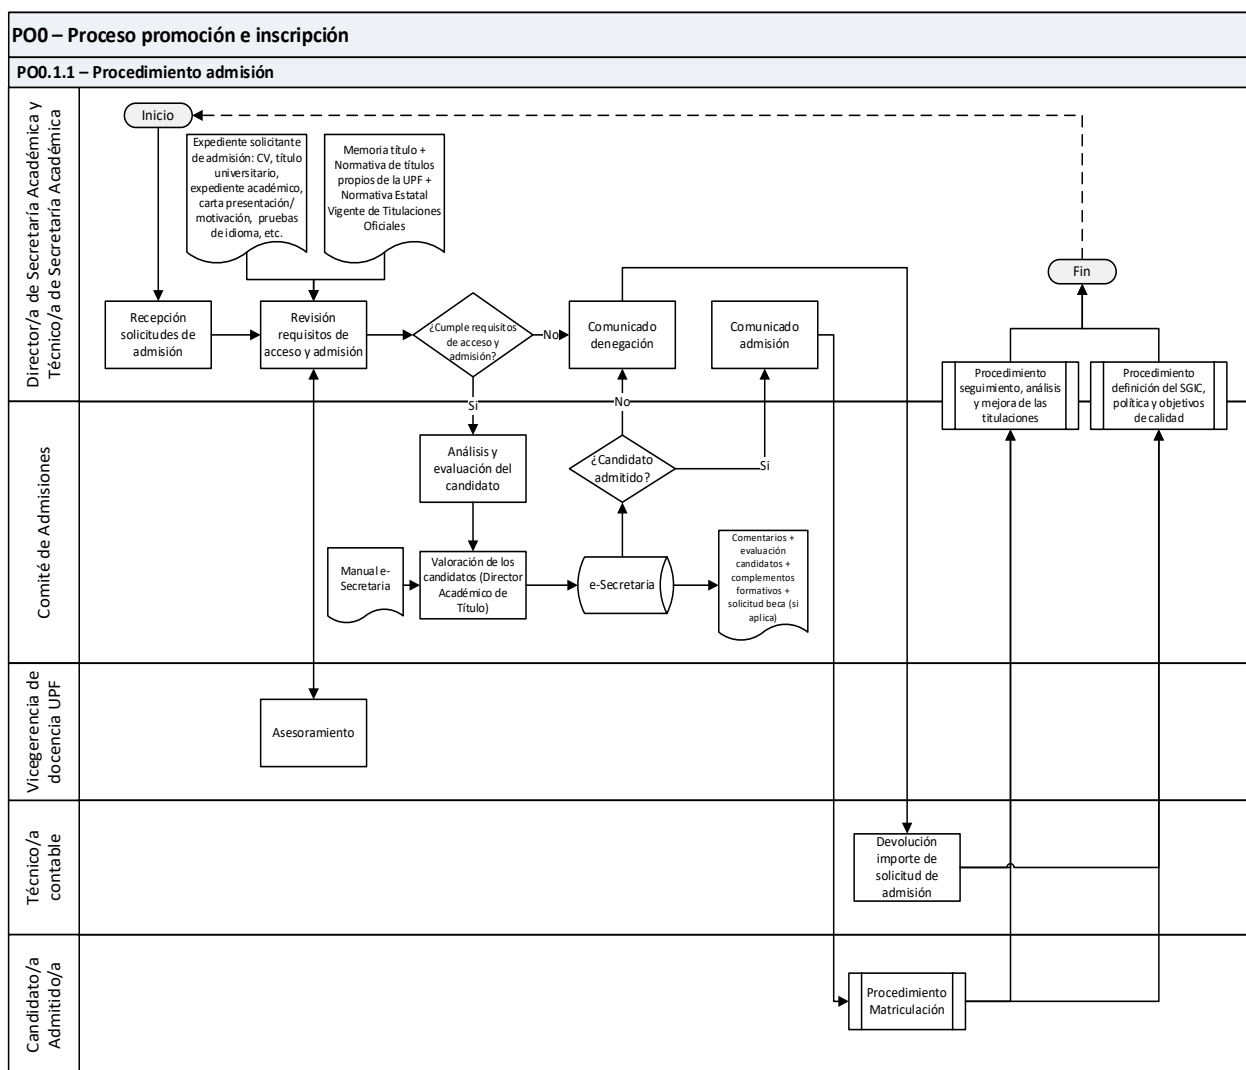 PO0 – Proceso promoción e inscripción
PO0.1.1 – Procedimiento admisión
Director/a de Secretaría Académica y
Técnico/a de Secretaría Académica
Inicio
Expediente solicitante
de admisión: CV, título
universitario,
expediente académico,
carta presentación/
motivación, pruebas
de idioma, etc.
Memoria título +
Normativa de títulos
propios de la UPF +
Normativa Estatal
Vigente de Titulaciones
Oficiales
Fin
Recepción
solicitudes de
admisión
Revisión
requisitos de
acceso y admisión
¿Cumple requisitos
de acceso y
admisión?
No
Comunicado
denegación
Comunicado
admisión
Procedimiento
seguimiento, análisis
y mejora de las
titulaciones
Procedimiento
definición del SGIC,
política y objetivos
de calidad
Si
No
Comité de Admisiones
Análisis y
evaluación del
candidato
¿Candidato
admitido?
Si
Manual e-
Secretaria
Valoración de los
candidatos (Director
Académico de
Título)
e-Secretaria
Comentarios +
evaluación
candidatos +
complementos
formativos +
solicitud beca (si
aplica)
Vicegerencia de
docencia UPF
Asesoramiento
Técnico/a
contable
Devolución
importe de
solicitud de
admisión
Candidato/a
Admitido/a
Procedimiento
Matriculación